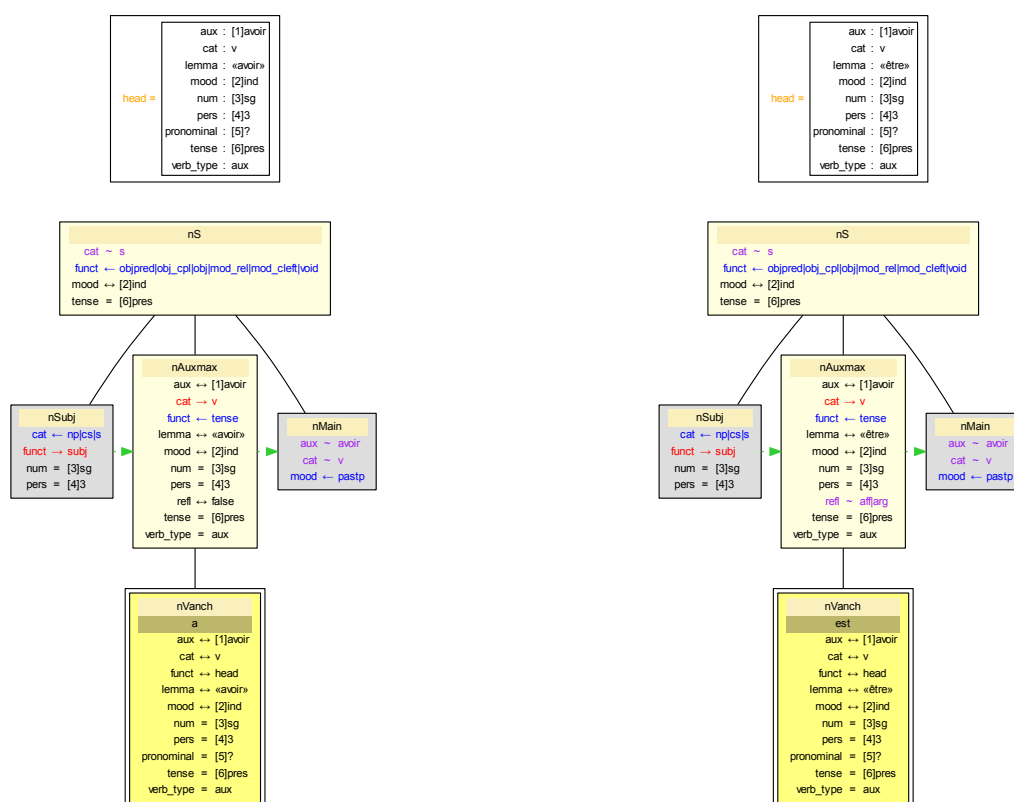 aux : [1]avoir
cat : v
lemma : «avoir»
mood : [2]ind
head =
num : [3]sg
pers : [4]3
pronominal : [5]?
tense : [6]pres
verb_type : aux
nS
cat ~ s
funct ← objpred|obj_cpl|obj|mod_rel|mod_cleft|void
mood ↔ [2]ind
tense = [6]pres
nSubj
cat ← np|cs|s
funct → subj
num = [3]sg
pers = [4]3
nAuxmax
aux ↔ [1]avoir
cat → v
funct ← tense
lemma ↔ «avoir»
mood ↔ [2]ind
num = [3]sg
pers = [4]3
refl ↔ false
tense = [6]pres
verb_type = aux
nMain
aux ~ avoir
cat ~ v
mood ← pastp
nVanch
a
aux ↔ [1]avoir
cat ↔ v
funct ↔ head
lemma ↔ «avoir»
mood ↔ [2]ind
num = [3]sg
pers = [4]3
pronominal = [5]?
tense = [6]pres
verb_type = aux
aux : [1]avoir
cat : v
lemma : «être»
mood : [2]ind
head =
num : [3]sg
pers : [4]3
pronominal : [5]?
tense : [6]pres
verb_type : aux
nS
cat ~ s
funct ← objpred|obj_cpl|obj|mod_rel|mod_cleft|void
mood ↔ [2]ind
tense = [6]pres
nSubj
cat ← np|cs|s
funct → subj
num = [3]sg
pers = [4]3
nAuxmax
aux ↔ [1]avoir
cat → v
funct ← tense
lemma ↔ «être»
mood ↔ [2]ind
num = [3]sg
pers = [4]3
refl ~ aff|arg
tense = [6]pres
verb_type = aux
nMain
aux ~ avoir
cat ~ v
mood ← pastp
nVanch
est
aux ↔ [1]avoir
cat ↔ v
funct ↔ head
lemma ↔ «être»
mood ↔ [2]ind
num = [3]sg
pers = [4]3
pronominal = [5]?
tense = [6]pres
verb_type = aux